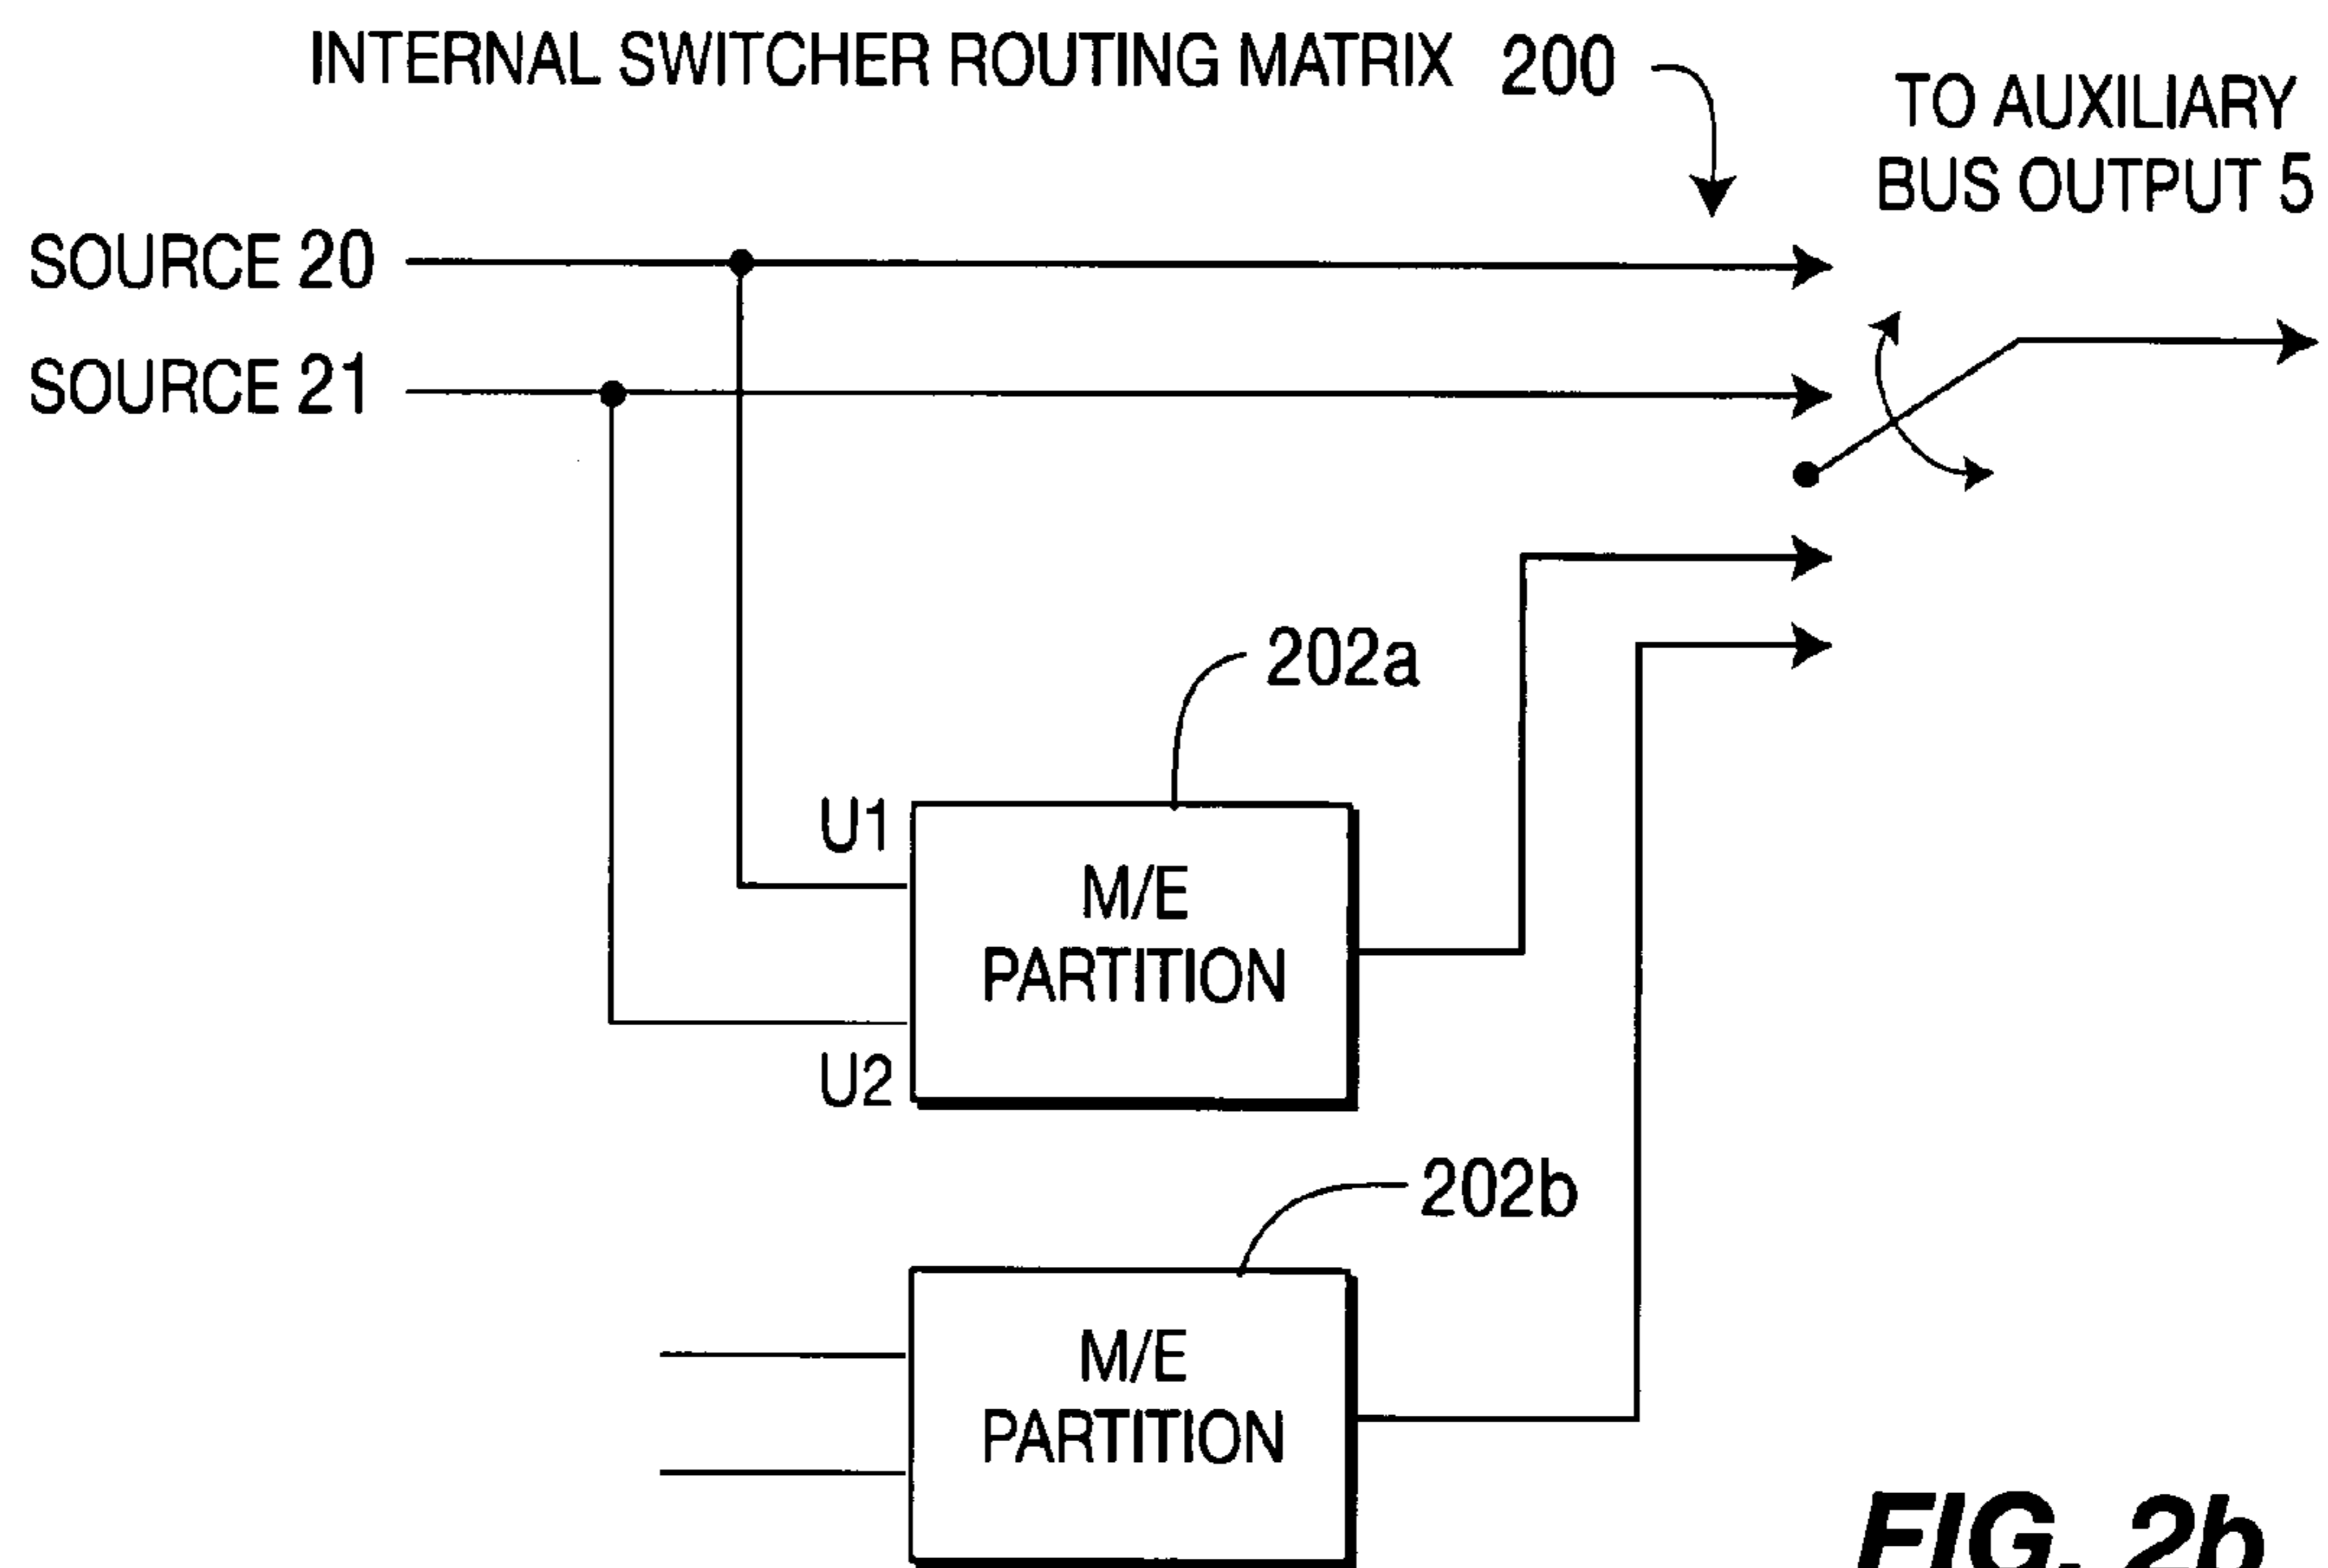 INTERNAL SWITCHER ROUTING MATRIX 200
TO AUXILIARY
BUS OUTPUT 5
SOURCE 20
SOURCE 21
202a
U1
M/E
PARTITION
U2
202b
M/E
PARTITION
FIG. 2b